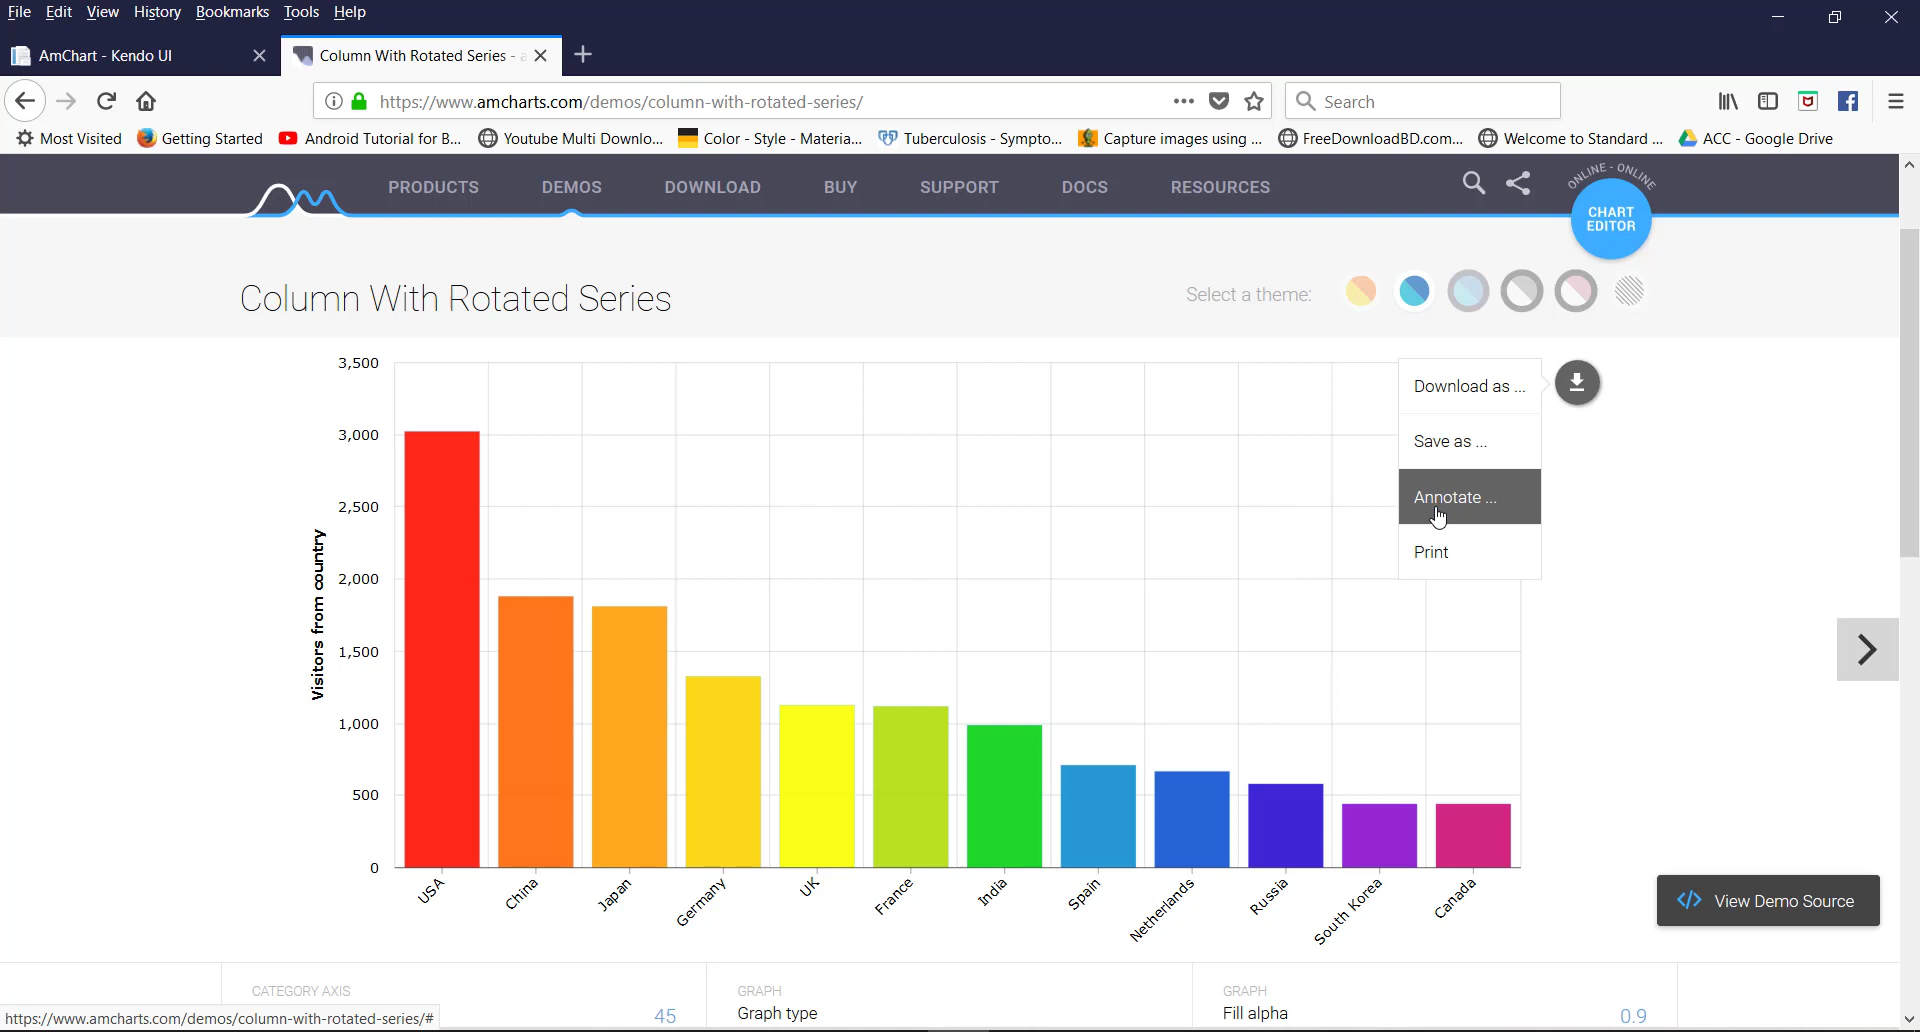 File Edit View History Bookmarks Tools Help
AmChart - Kendo UI
Column With Rotated Series - a
https://www.amcharts.com/demos/column-with-rotated-series/
Search
Most Visited
Getting Started
Android Tutorial for B...
Youtube Multi Downlo...
Color - Style - Materia...
Tuberculosis - Sympto...
Capture images using ...
FreeDownloadBD.com...
Welcome to Standard ...
ACC - Google Drive
PRODUCTS DEMOS DOWNLOAD BUY SUPPORT DOCS RESOURCES
ONLINE - ONLINE
CHART
EDITOR
Column With Rotated Series
Select a theme:
Download as ...
Save as ...
Annotate ...
Print
Visitors from country
3,500
3,000
2,500
2,000
1,500
1,000
500
0
USA
China
Japan
Germany
UK
France
India
Spain
Netherlands
Russia
South Korea
Canada
</> View Demo Source
CATEGORY AXIS
45
GRAPH
Graph type
GRAPH
Fill alpha
0.9
https://www.amcharts.com/demos/column-with-rotated-series/#